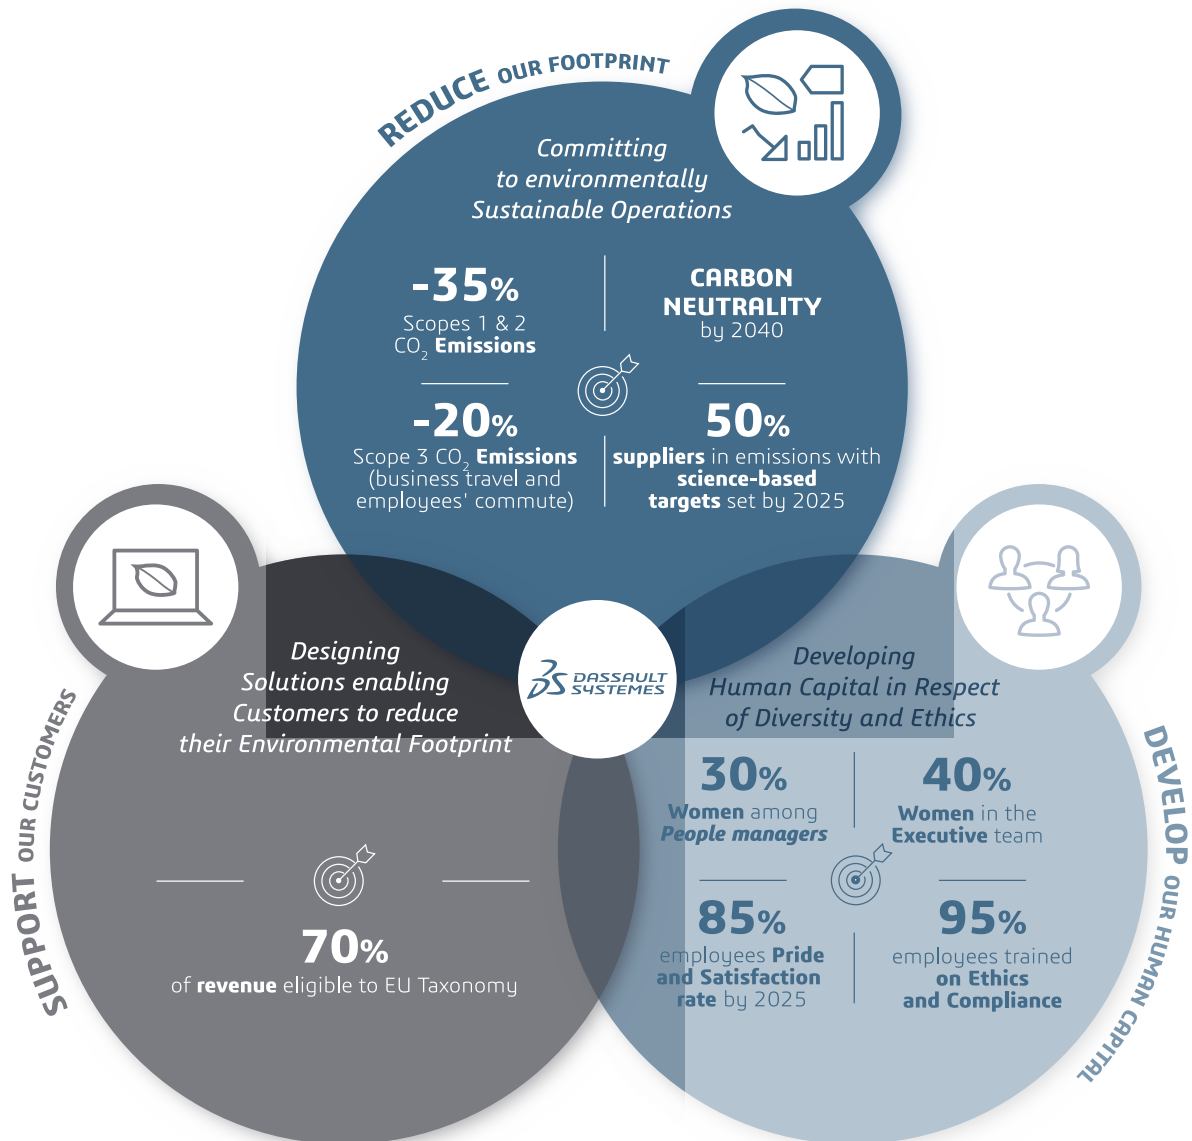 REDUCE OUR FOOTPRINT
Committing
to environmentally
Sustainable Operations
-35%
Scopes 1 & 2
CO2 Emissions
CARBON
NEUTRALITY
by 2040
-20%
Scope 3 CO2 Emissions
(business travel and
employees' commute)
50%
suppliers in emissions with
science-based
targets set by 2025
SUPPORT OUR CUSTOMERS
Designing
Solutions enabling
Customers to reduce
their Environmental Footprint
70%
of revenue eligible to EU Taxonomy
DASSAULT
SYSTEMES
DEVELOP OUR HUMAN CAPITAL
Developing
Human Capital in Respect
of Diversity and Ethics
30%
Women among
People managers
40%
Women in the
Executive team
85%
employees Pride
and Satisfaction
rate by 2025
95%
employees trained
on Ethics
and Compliance